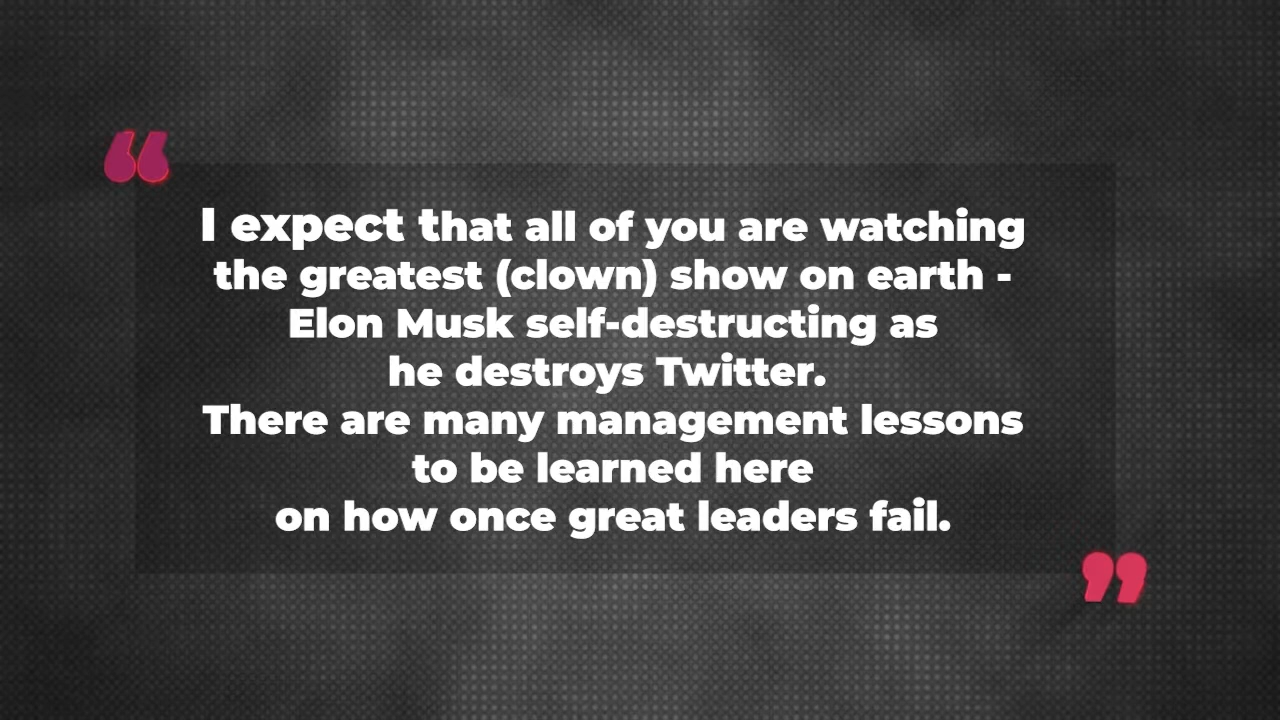 “
I expect that all of you are watching
the greatest (clown) show on earth -
Elon Musk self-destructing as
he destroys Twitter.
There are many management lessons
to be learned here
on how once great leaders fail.
”